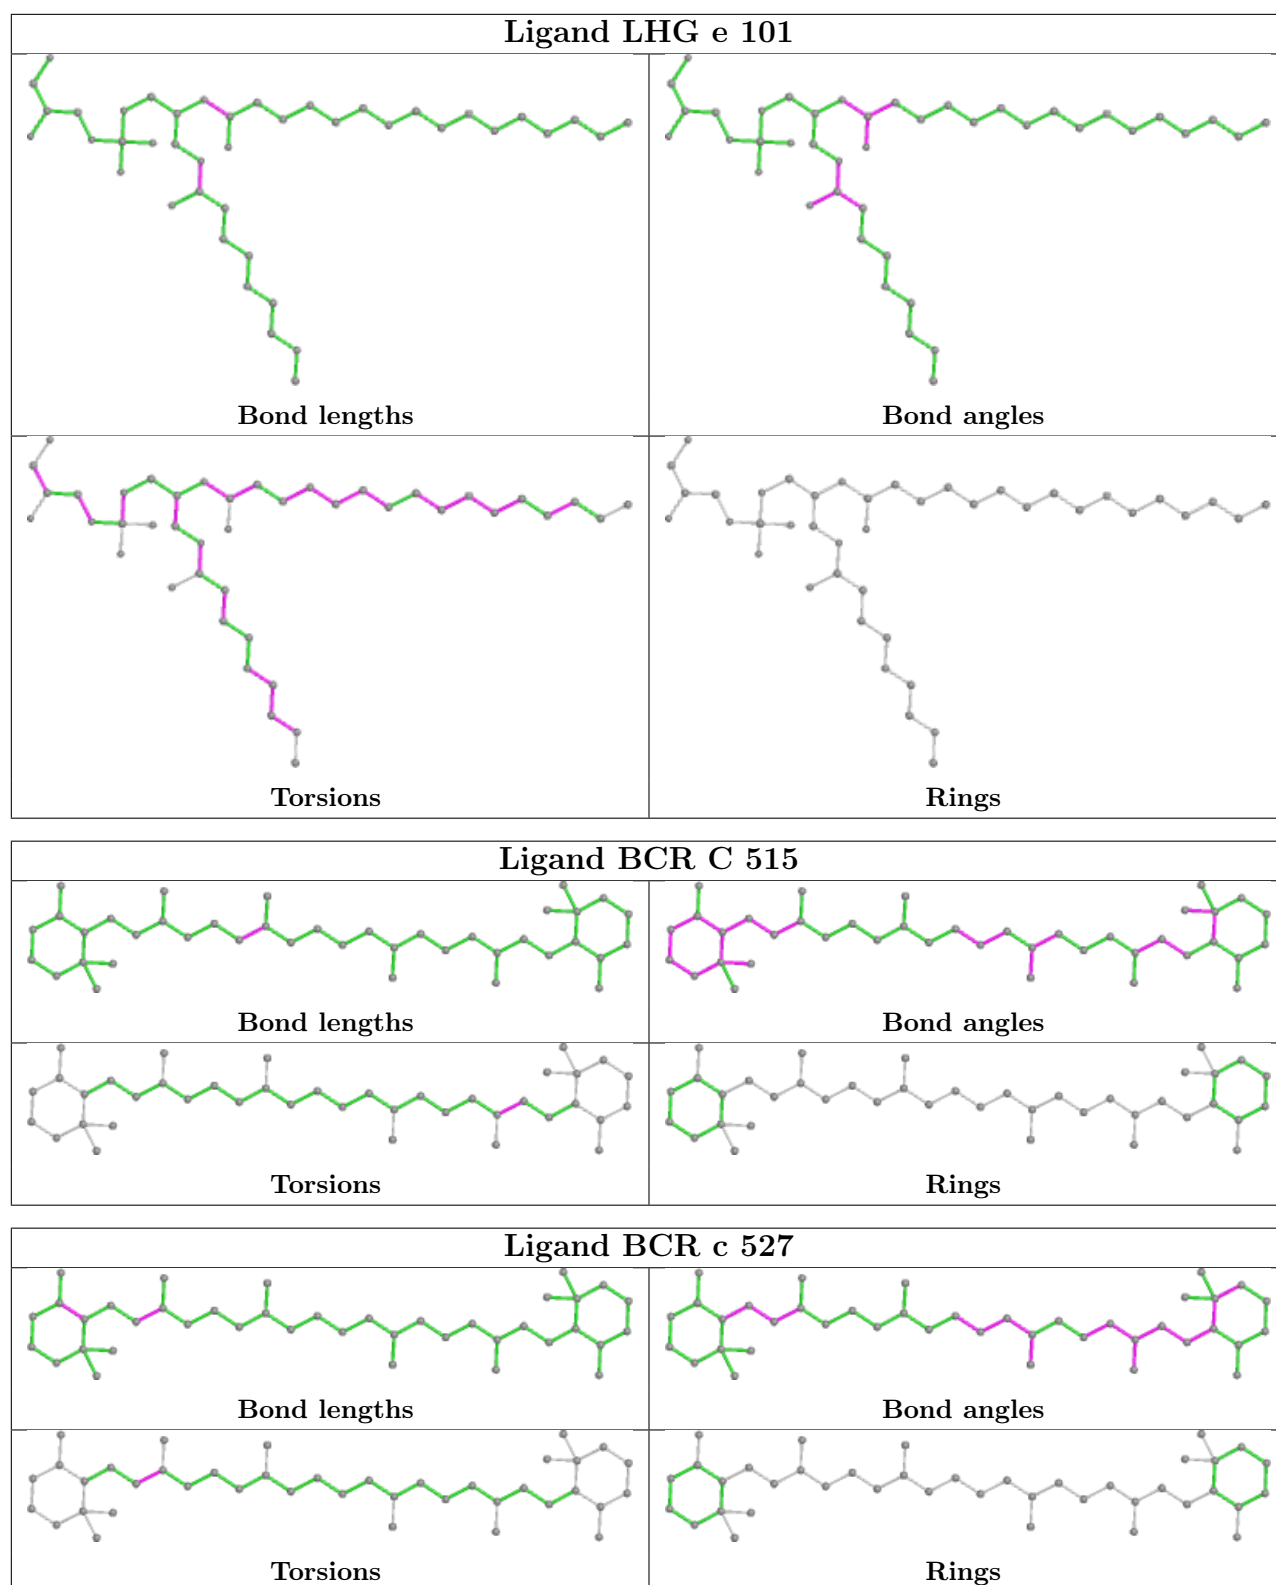 Ligand LHG e 101
Bond lengths
Bond angles
Torsions
Rings
Ligand BCR C 515
Bond lengths
Bond angles
Torsions
Rings
Ligand BCR c 527
Bond lengths
Bond angles
Torsions
Rings